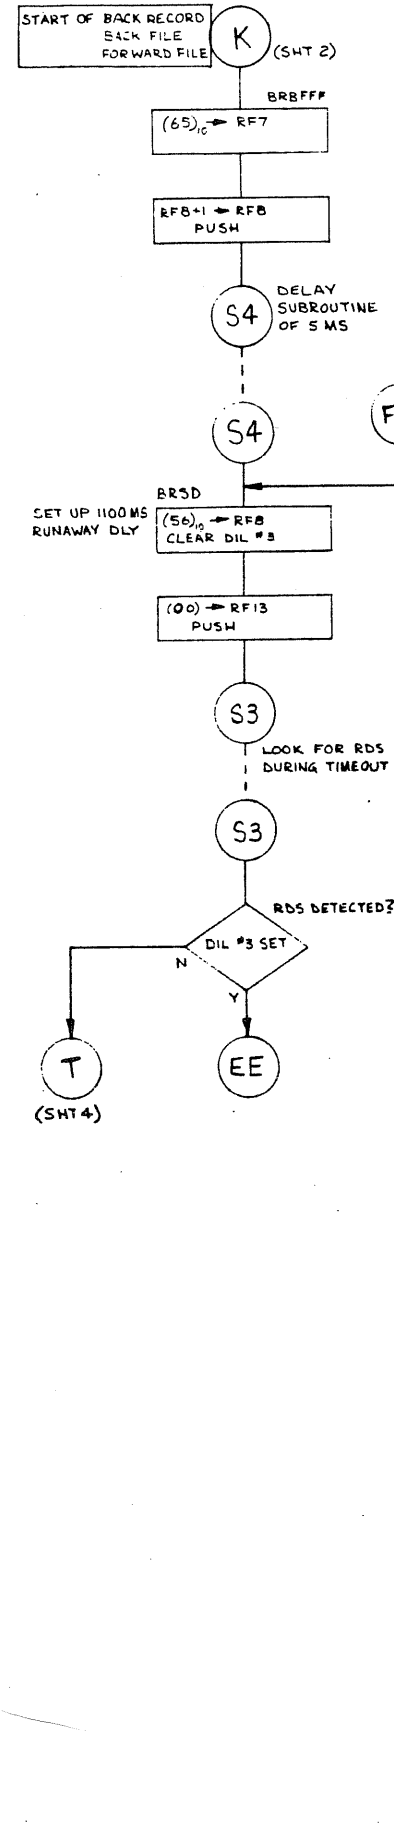 START OF BACK RECORD
BACK FILE
FORWARD FILE
K
(SHT 2)
BRBFFF
(65)10 → RF7
RF8+1 → RF8
PUSH
S4
DELAY
SUBROUTINE
OF 5 MS
S4
F
BRSD
SET UP 1100MS
RUNAWAY DLY
(56)10 → RF8
CLEAR DIL #3
(00) → RF13
PUSH
S3
LOOK FOR RDS
DURING TIMEOUT
S3
RDS DETECTED?
DIL #3 SET
N
Y
T
EE
(SHT 4)